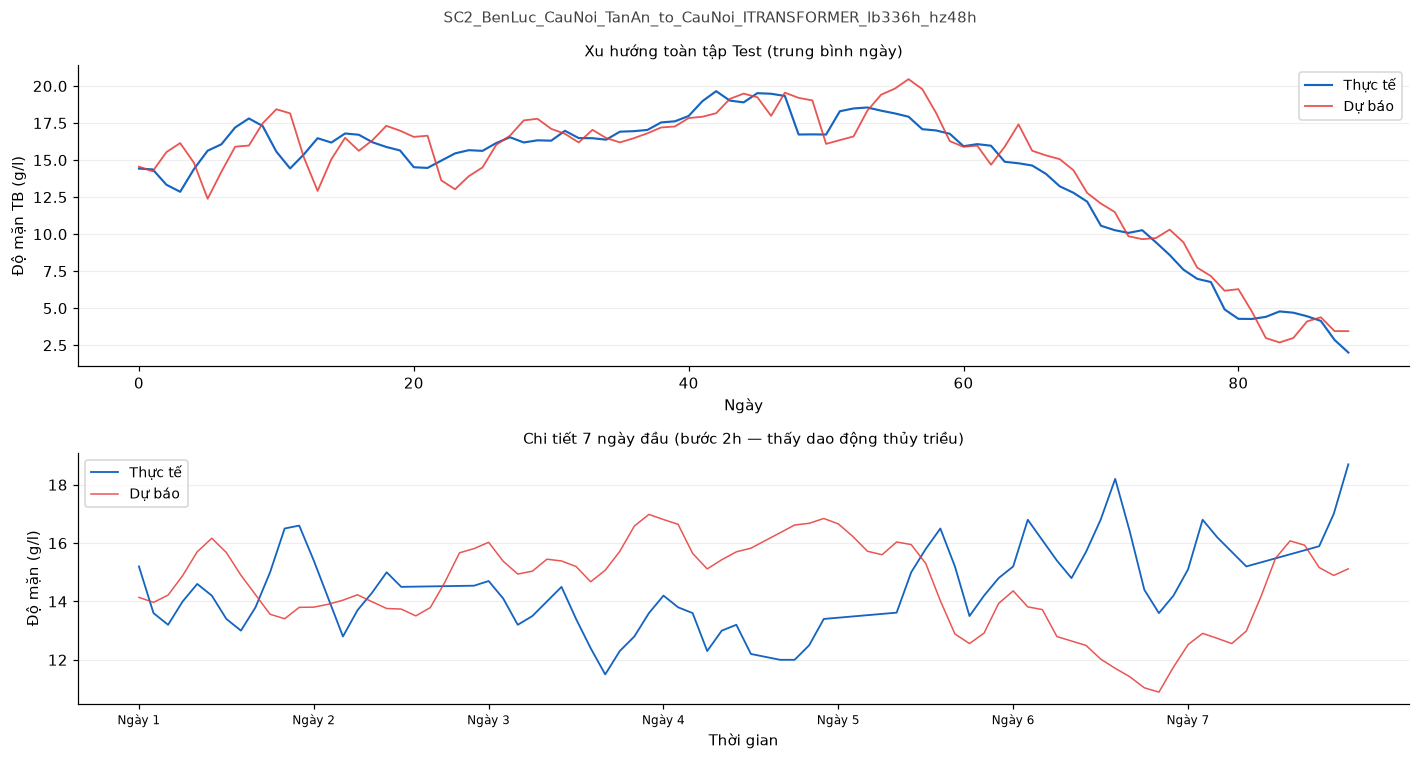 SC2_BenLuc_CauNoi_TanAn_to_CauNoi_ITRANSFORMER_lb336h_hz48h
Xu hướng toàn tập Test (trung bình ngày)
Thực tế
Dự báo
Độ mặn TB (g/l)
20.0
17.5
15.0
12.5
10.0
7.5
5.0
2.5
0 20 40 60 80
Ngày
Chi tiết 7 ngày đầu (bước 2h — thấy dao động thủy triều)
Thực tế
Dự báo
Độ mặn (g/l)
18
16
14
12
Ngày 1 Ngày 2 Ngày 3 Ngày 4 Ngày 5 Ngày 6 Ngày 7
Thời gian